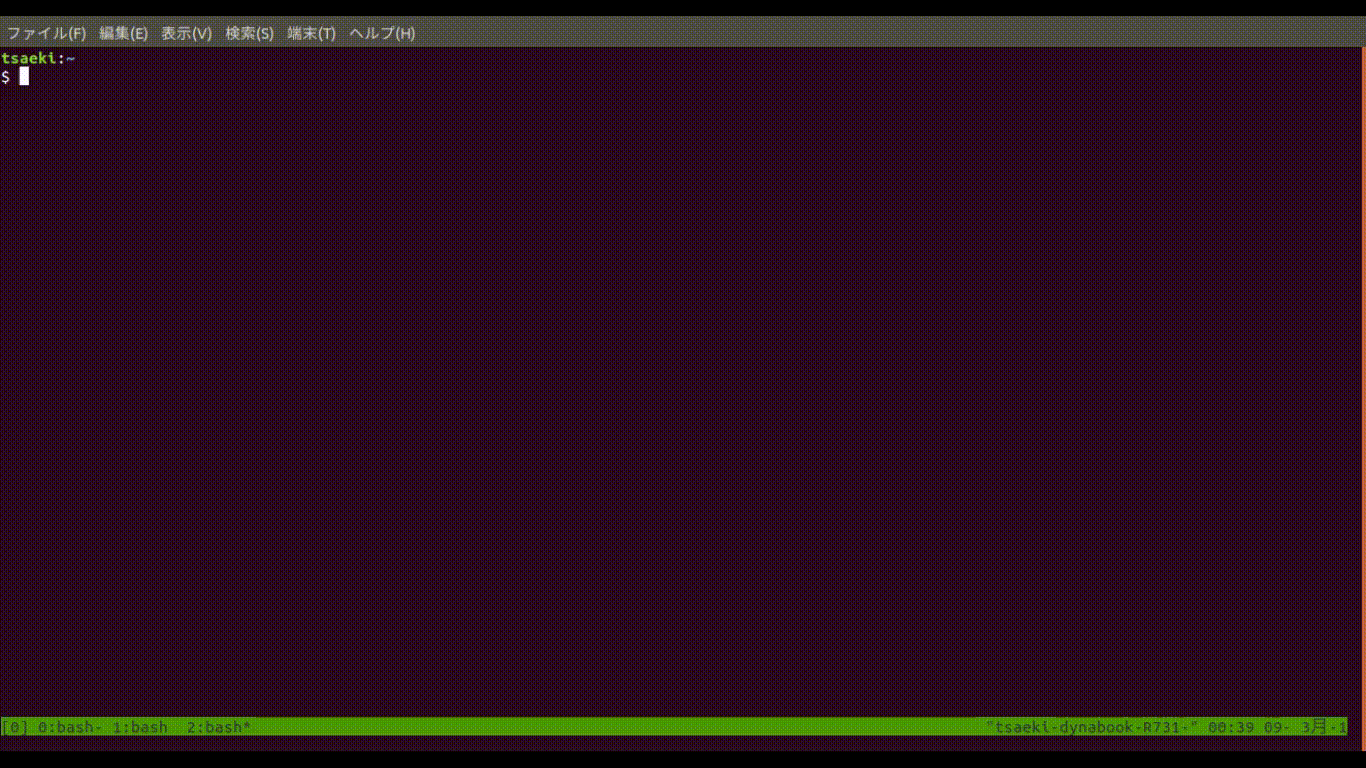 ファイル(F) 編集(E) 表示(V) 検索(S) 端末(T) ヘルプ(H)
tsaeki:~
$
[0] 0:bash- 1:bash 2:bash* "tsaeki-dynabook-R731-" 00:39 09- 3月-1